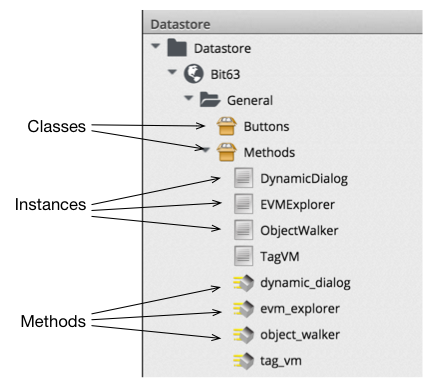 Datastore
Datastore
Bit63
General
Classes
Buttons
Methods
DynamicDialog
Instances
EVMExplorer
ObjectWalker
TagVM
dynamic_dialog
evm_explorer
Methods
object_walker
tag_vm